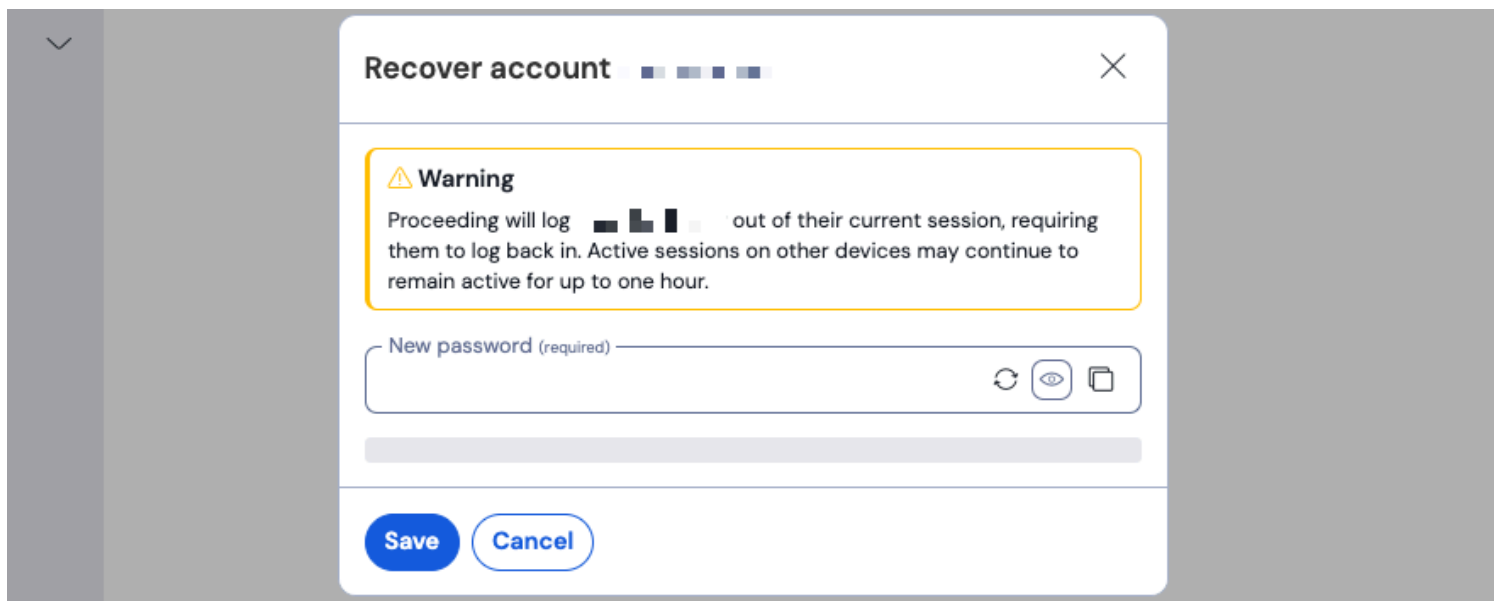 Recover account
Warning
Proceeding will log out of their current session, requiring
them to log back in. Active sessions on other devices may continue to
remain active for up to one hour.
New password (required)
Save Cancel